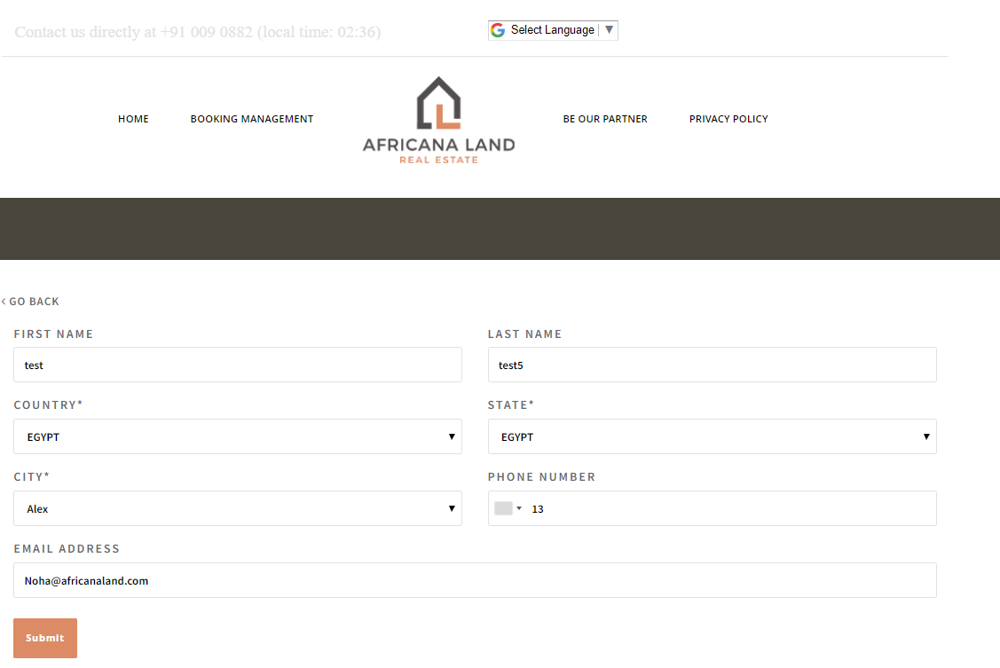 Contact us directly at +91 009 0882 (local time: 02:36)
Select Language ▼
HOME
BOOKING MANAGEMENT
AFRICANA LAND
REAL ESTATE
BE OUR PARTNER
PRIVACY POLICY
< GO BACK
FIRST NAME
LAST NAME
test
test5
COUNTRY*
STATE*
EGYPT
EGYPT
CITY*
PHONE NUMBER
Alex
13
EMAIL ADDRESS
Noha@africanaland.com
Submit